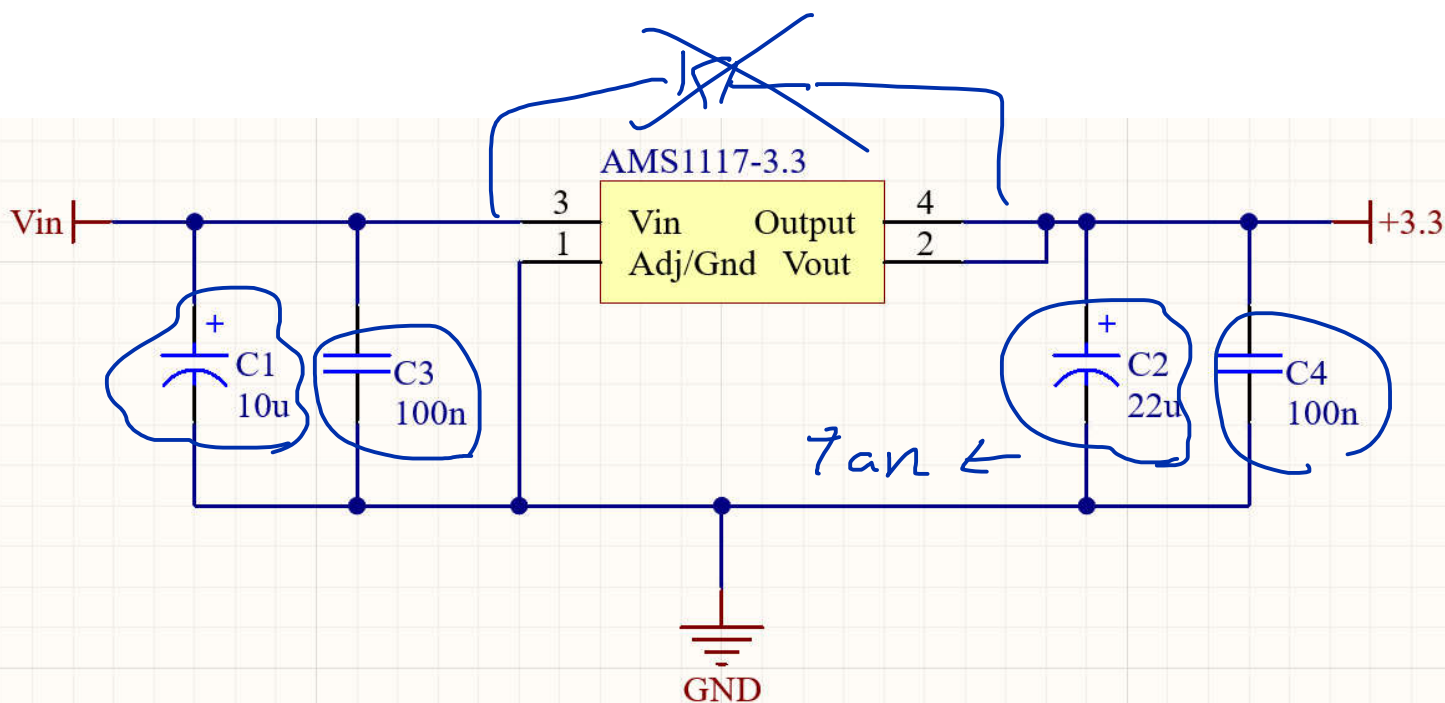 AMS1117-3.3
Vin 3 Vin Output 4 +3.3
1 Adj/Gnd Vout 2
+ +
C1 C3 C2 C4
10u 100n 22u 100n
Tan ←
GND